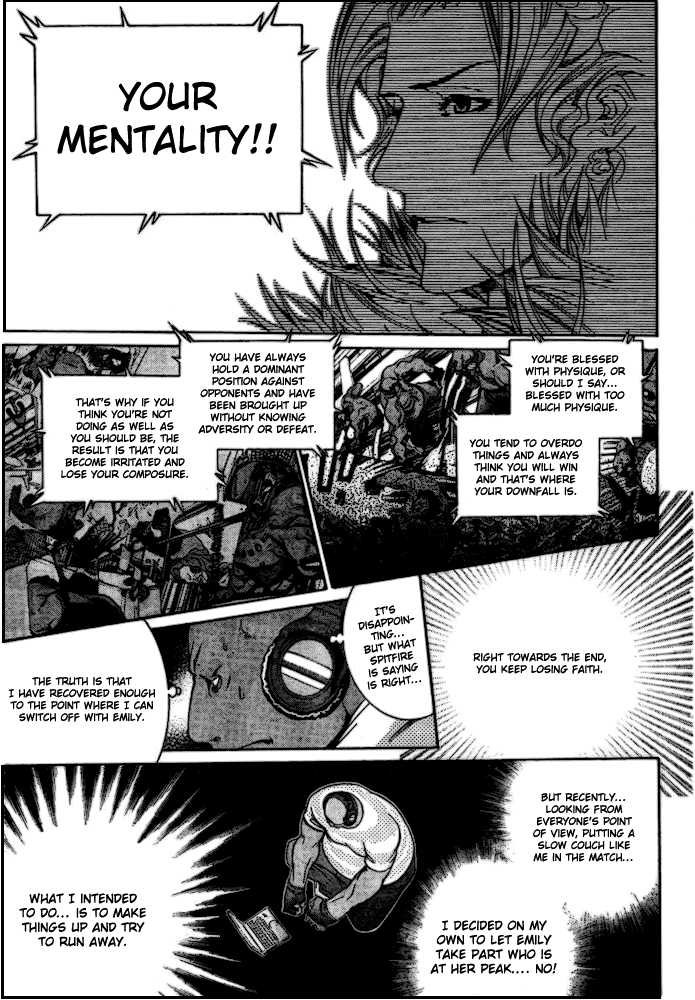 YOUR
MENTALITY!!
YOU'RE BLESSED
WITH PHYSIQUE, OR
SHOULD I SAY...
BLESSED WITH TOO
MUCH PHYSIQUE.
YOU TEND TO OVERDO
THINGS AND ALWAYS
THINK YOU WILL WIN
AND THAT'S WHERE
YOUR DOWNFALL IS.
YOU HAVE ALWAYS
HOLD A DOMINANT
POSITION AGAINST
OPPONENTS AND HAVE
BEEN BROUGHT UP
WITHOUT KNOWING
ADVERSITY OR DEFEAT.
THAT'S WHY IF YOU
THINK YOU'RE NOT
DOING AS WELL AS
YOU SHOULD BE, THE
RESULT IS THAT YOU
BECOME IRRITATED AND
LOSE YOUR COMPOSURE.
RIGHT TOWARDS THE END,
YOU KEEP LOSING FAITH.
IT'S
DISAPPOIN-
TING...
BUT WHAT
SPITFIRE
IS SAYING
IS RIGHT...
THE TRUTH IS THAT
I HAVE RECOVERED ENOUGH
TO THE POINT WHERE I CAN
SWITCH OFF WITH EMILY.
BUT RECENTLY...
LOOKING FROM
EVERYONE'S POINT
OF VIEW, PUTTING A
SLOW COUCH LIKE
ME IN THE MATCH...
I DECIDED ON MY
OWN TO LET EMILY
TAKE PART WHO IS
AT HER PEAK.... NO!
WHAT I INTENDED
TO DO... IS TO MAKE
THINGS UP AND TRY
TO RUN AWAY.